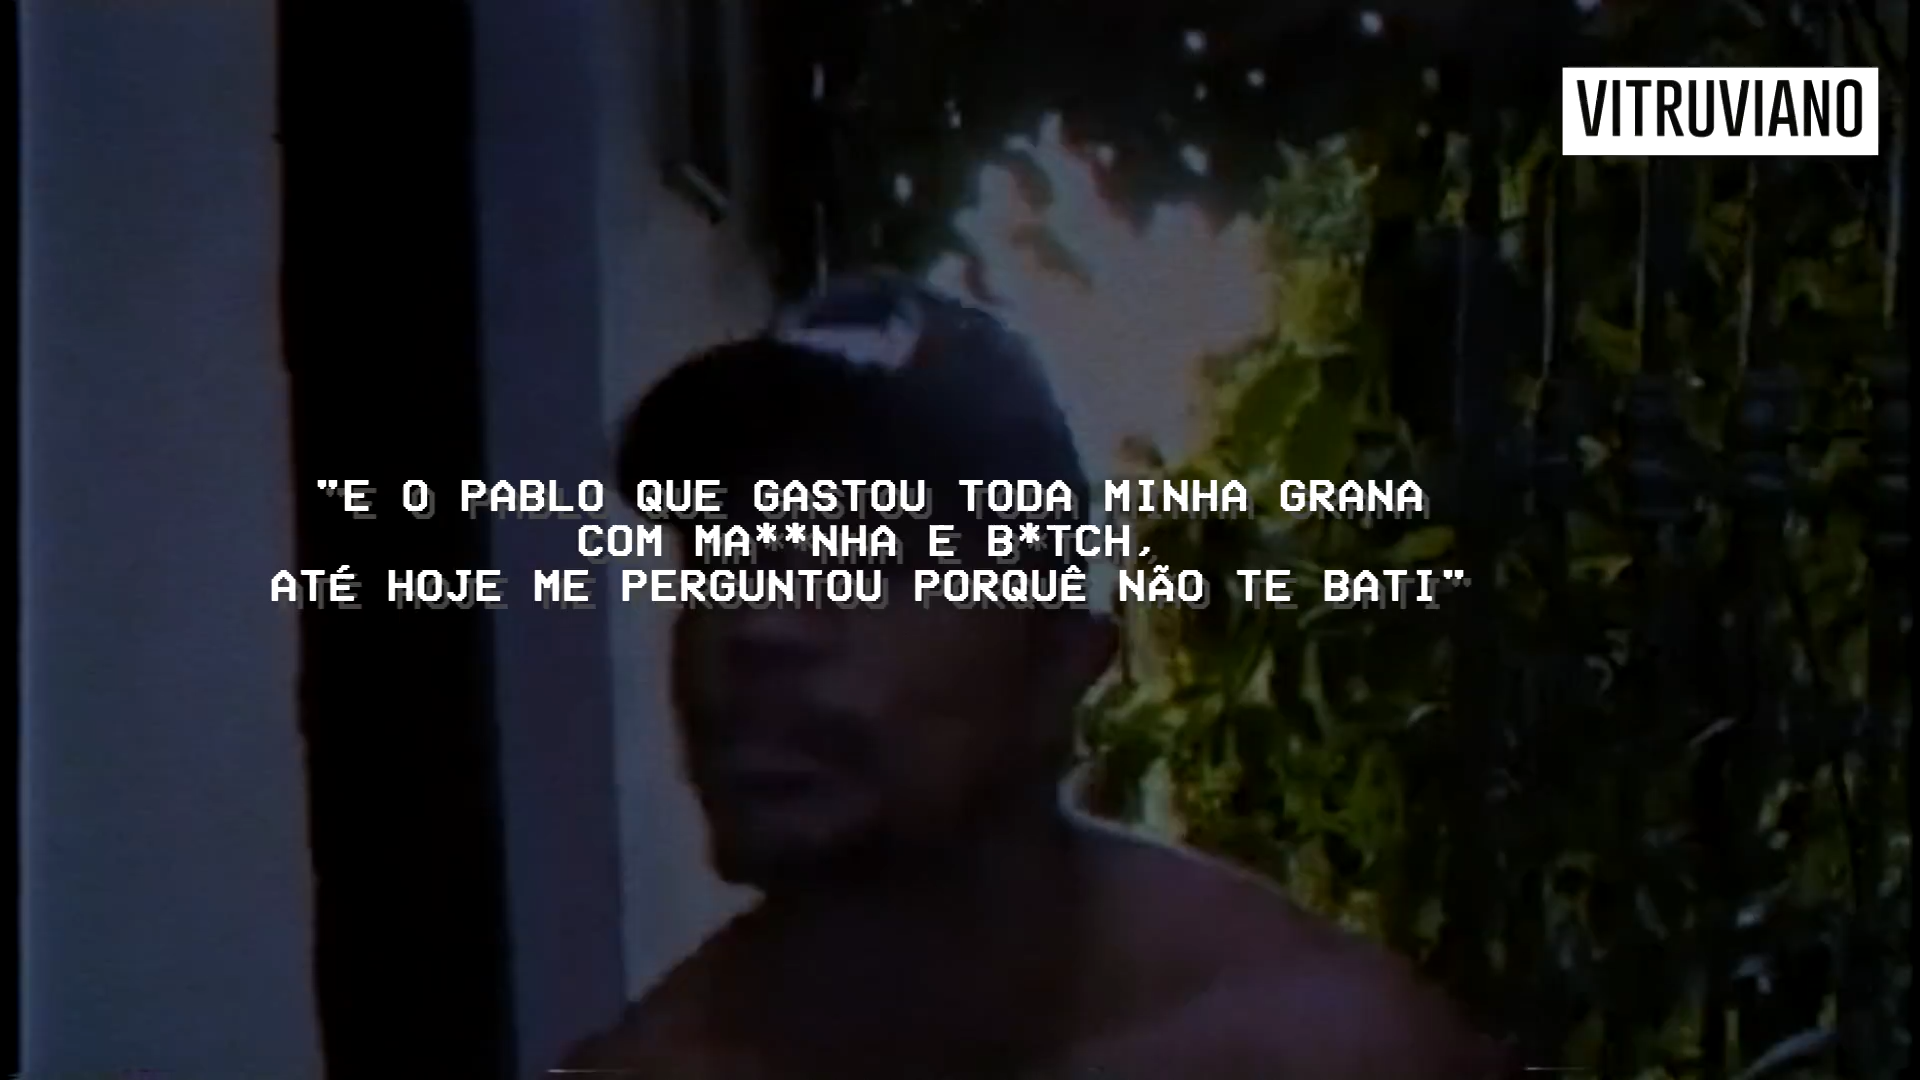 VITRUVIANO
"E O PABLO QUE GASTOU TODA MINHA GRANA
COM MA**NHA E B*TCH,
ATÉ HOJE ME PERGUNTOU PORQUÊ NÃO TE BATI"